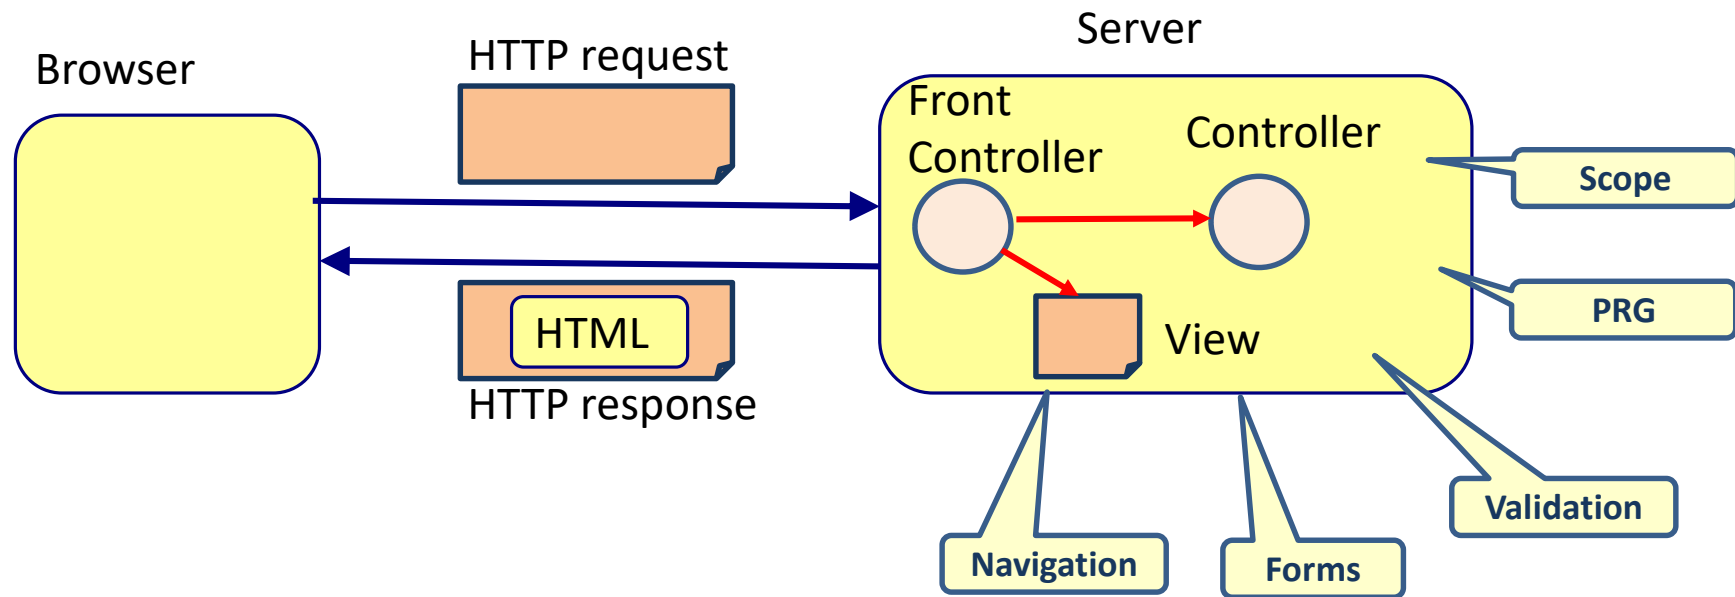 Browser
HTTP request
Server
Front
Controller
Controller
Scope
PRG
HTML
View
HTTP response
Validation
Navigation
Forms